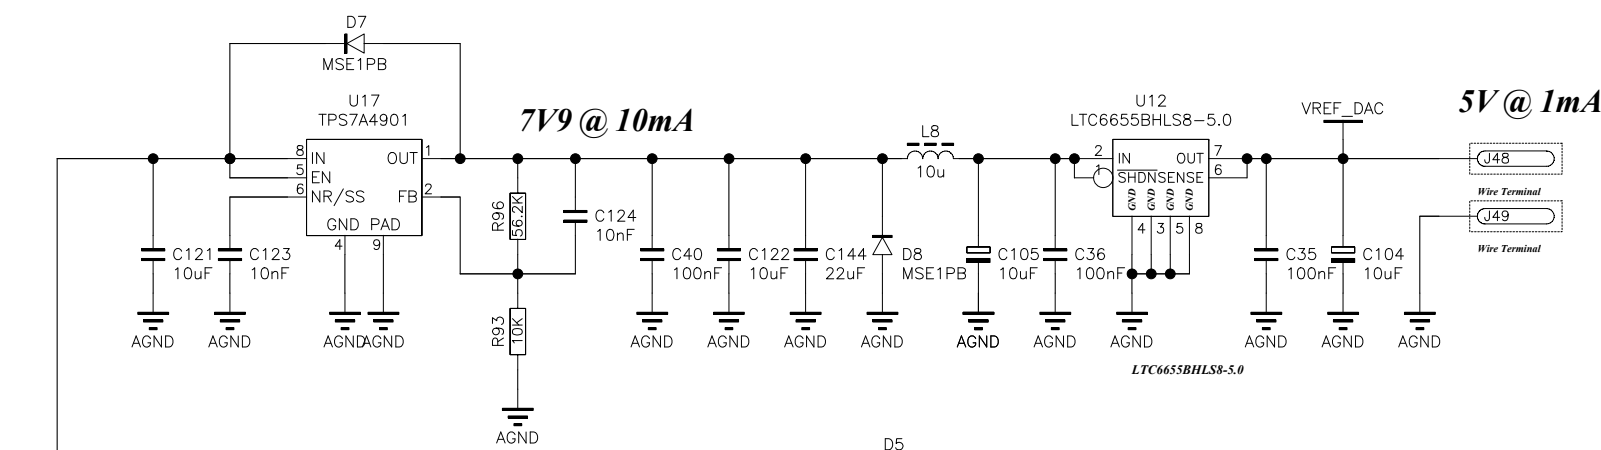 D7
MSE1PB
U17
TPS7A4901
7V9 @ 10mA
U12
LTC6655BHLS8-5.0
VREF_DAC
5V @ 1mA
L8
10u
8 IN OUT 1
5 EN
6 NR/SS FB 2
GND PAD
4 9
2 IN OUT 7
1 SHDN SENSE 6
GND GND GND GND
4 3 5 8
J48
Wire Terminal
J49
Wire Terminal
R96
56.2K
C124
10nF
C121
10uF
C123
10nF
C40
100nF
C122
10uF
C144
22uF
D8
MSE1PB
C105
10uF
C36
100nF
C35
100nF
C104
10uF
R93
10K
AGND AGND AGND AGND AGND AGND AGND AGND AGND AGND AGND AGND AGND AGND
LTC6655BHLS8-5.0
AGND
D5